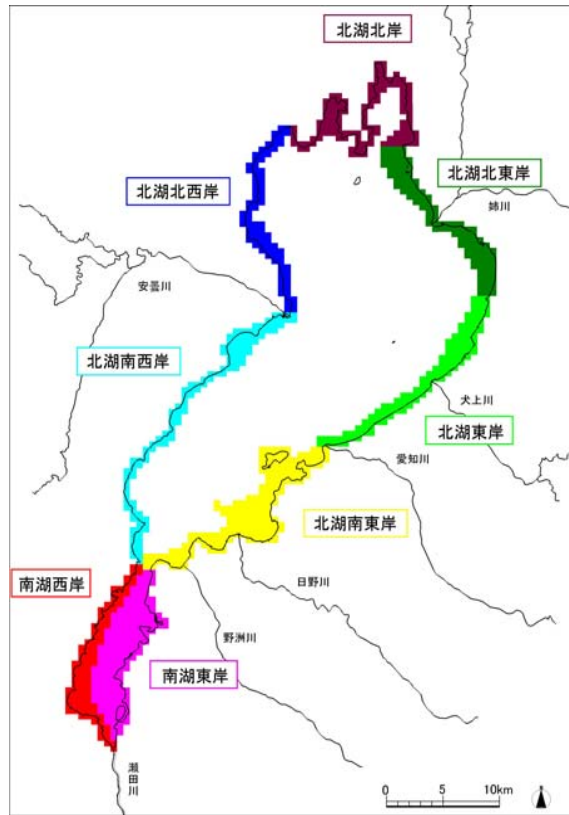 北湖北岸
北湖北東岸
北湖北西岸
姉川
安曇川
北湖南西岸
犬上川
北湖東岸
愛知川
北湖南東岸
南湖西岸
日野川
野洲川
南湖東岸
瀬田川
0 5 10km